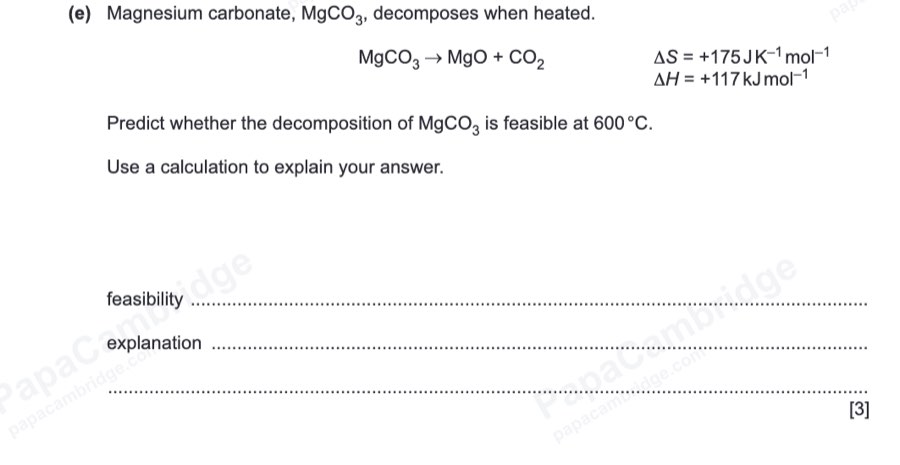 (e) Magnesium carbonate, MgCO₃, decomposes when heated.
MgCO₃ → MgO + CO₂ ΔS = +175 J K⁻¹ mol⁻¹
ΔH = +117 kJ mol⁻¹
Predict whether the decomposition of MgCO₃ is feasible at 600 °C.
Use a calculation to explain your answer.
feasibility ................................................................
explanation ................................................................
................................................................
[3]
PapaCambridge
papacambridge.com
PapaCambridge
papacambridge.com